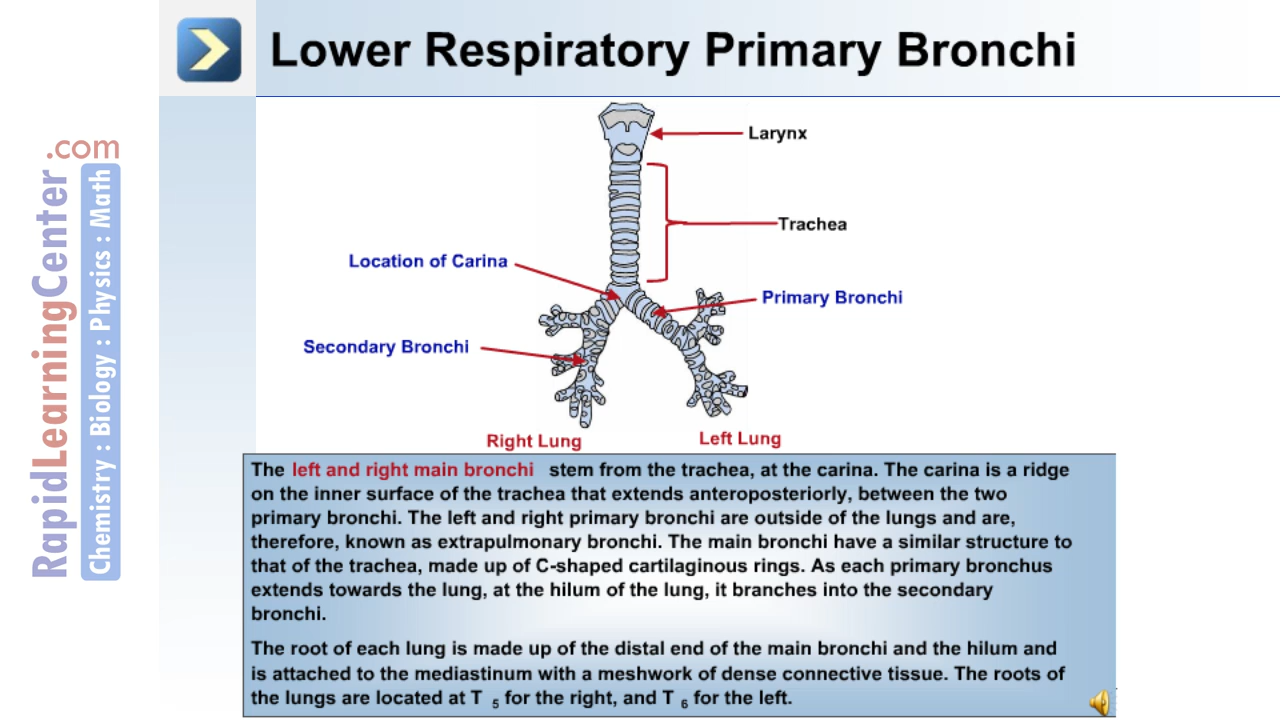 Lower Respiratory Primary Bronchi
RapidLearningCenter.com
Chemistry : Biology : Physics : Math
Larynx
Trachea
Location of Carina
Primary Bronchi
Secondary Bronchi
Right Lung
Left Lung
The left and right main bronchi stem from the trachea, at the carina. The carina is a ridge
on the inner surface of the trachea that extends anteroposteriorly, between the two
primary bronchi. The left and right primary bronchi are outside of the lungs and are,
therefore, known as extrapulmonary bronchi. The main bronchi have a similar structure to
that of the trachea, made up of C-shaped cartilaginous rings. As each primary bronchus
extends towards the lung, at the hilum of the lung, it branches into the secondary
bronchi.
The root of each lung is made up of the distal end of the main bronchi and the hilum and
is attached to the mediastinum with a meshwork of dense connective tissue. The roots of
the lungs are located at T 5 for the right, and T 6 for the left.